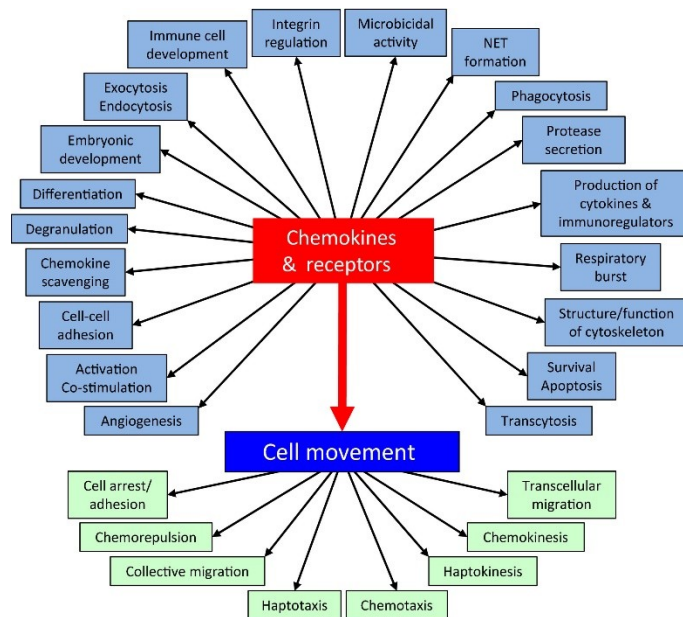 Immune cell
development
Integrin
regulation
Microbicidal
activity
NET
formation
Exocytosis
Endocytosis
Phagocytosis
Embryonic
development
Protease
secretion
Differentiation
Production of
cytokines &
immunoregulators
Degranulation
Chemokines
& receptors
Chemokine
scavenging
Respiratory
burst
Cell-cell
adhesion
Structure/function
of cytoskeleton
Activation
Co-stimulation
Survival
Apoptosis
Angiogenesis
Transcytosis
Cell movement
Cell arrest/
adhesion
Transcellular
migration
Chemorepulsion
Chemokinesis
Collective migration
Haptokinesis
Haptotaxis
Chemotaxis